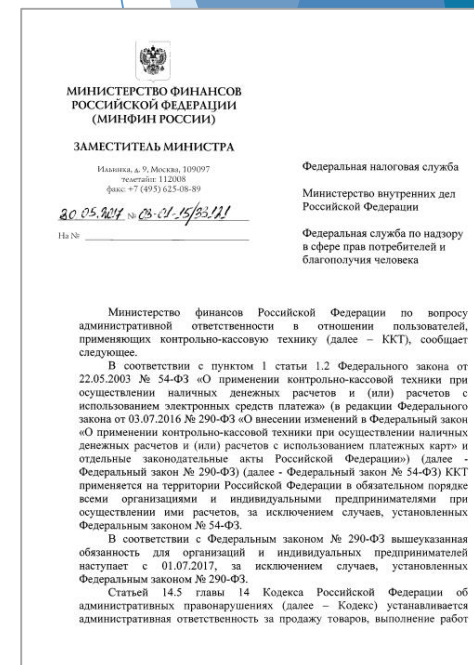 МИНИСТЕРСТВО ФИНАНСОВ
РОССИЙСКОЙ ФЕДЕРАЦИИ
(МИНФИН РОССИИ)
ЗАМЕСТИТЕЛЬ МИНИСТРА
Ильинка, д. 9, Москва, 109097
телетайп: 112008
факс: +7 (495) 625-08-89
30.05.2017 № 03-01-15/33121
На №
Федеральная налоговая служба
Министерство внутренних дел
Российской Федерации
Федеральная служба по надзору
в сфере прав потребителей и
благополучия человека
Министерство финансов Российской Федерации по вопросу
административной ответственности в отношении пользователей,
применяющих контрольно-кассовую технику (далее – ККТ), сообщает
следующее.
В соответствии с пунктом 1 статьи 1.2 Федерального закона от
22.05.2003 № 54-ФЗ «О применении контрольно-кассовой техники при
осуществлении наличных денежных расчетов и (или) расчетов с
использованием электронных средств платежа» (в редакции Федерального
закона от 03.07.2016 № 290-ФЗ «О внесении изменений в Федеральный закон
«О применении контрольно-кассовой техники при осуществлении наличных
денежных расчетов и (или) расчетов с использованием платежных карт» и
отдельные законодательные акты Российской Федерации») (далее -
Федеральный закон № 290-ФЗ) (далее - Федеральный закон № 54-ФЗ) ККТ
применяется на территории Российской Федерации в обязательном порядке
всеми организациями и индивидуальными предпринимателями при
осуществлении ими расчетов, за исключением случаев, установленных
Федеральным законом № 54-ФЗ.
В соответствии с Федеральным законом № 290-ФЗ вышеуказанная
обязанность для организаций и индивидуальных предпринимателей
наступает с 01.07.2017, за исключением случаев, установленных
Федеральным законом № 290-ФЗ.
Статьей 14.5 главы 14 Кодекса Российской Федерации об
административных правонарушениях (далее – Кодекс) устанавливается
административная ответственность за продажу товаров, выполнение работ